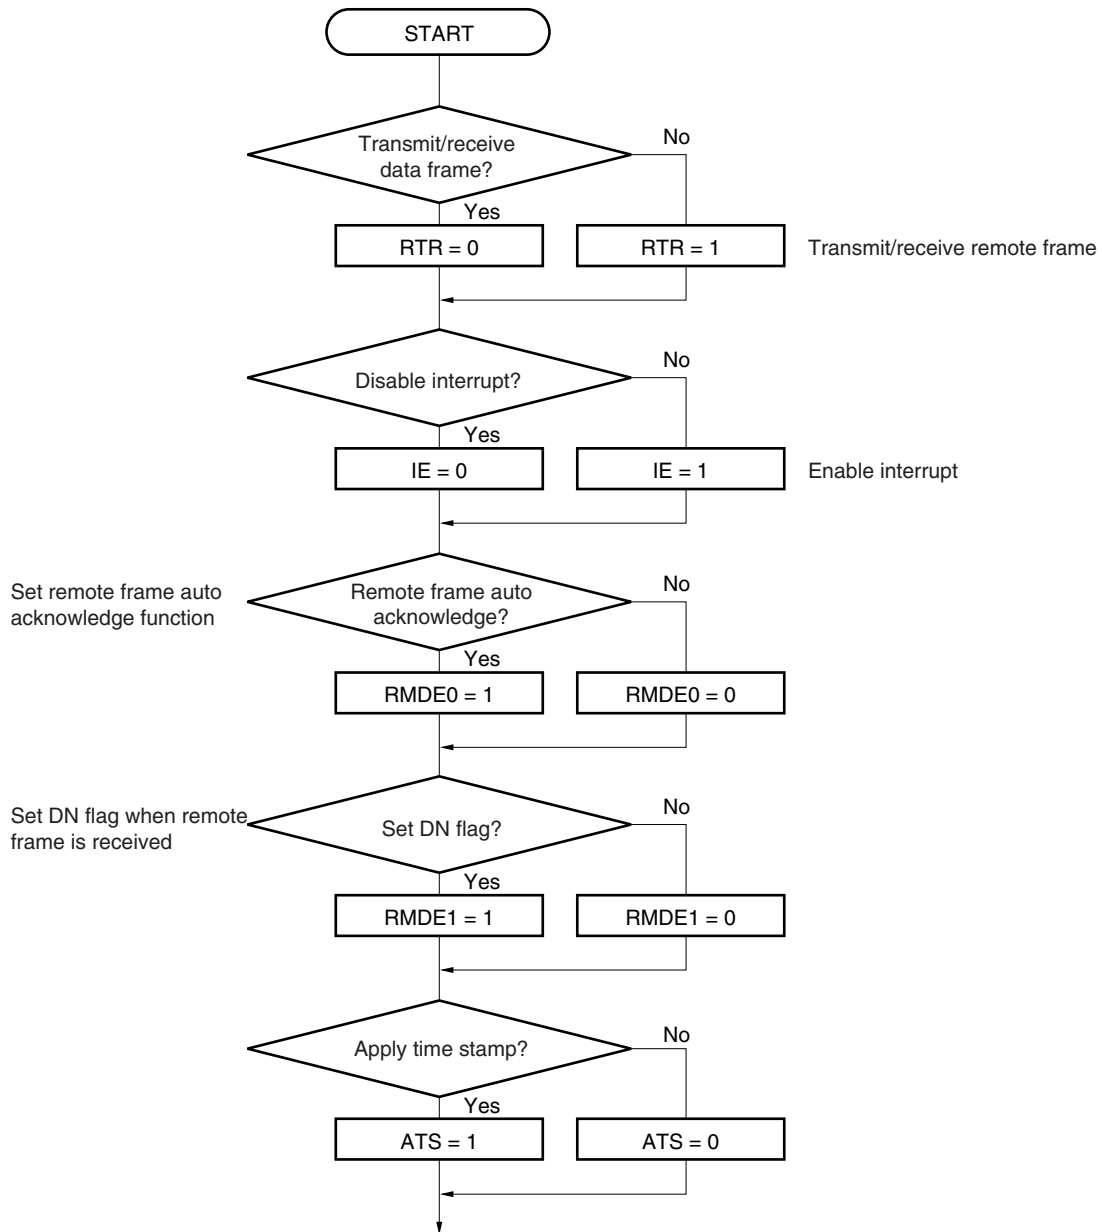 START
Transmit/receive
data frame?
No
Yes
RTR = 0
RTR = 1
Transmit/receive remote frame
Disable interrupt?
No
Yes
IE = 0
IE = 1
Enable interrupt
Set remote frame auto
acknowledge function
Remote frame auto
acknowledge?
No
Yes
RMDE0 = 1
RMDE0 = 0
Set DN flag when remote
frame is received
Set DN flag?
No
Yes
RMDE1 = 1
RMDE1 = 0
Apply time stamp?
No
Yes
ATS = 1
ATS = 0